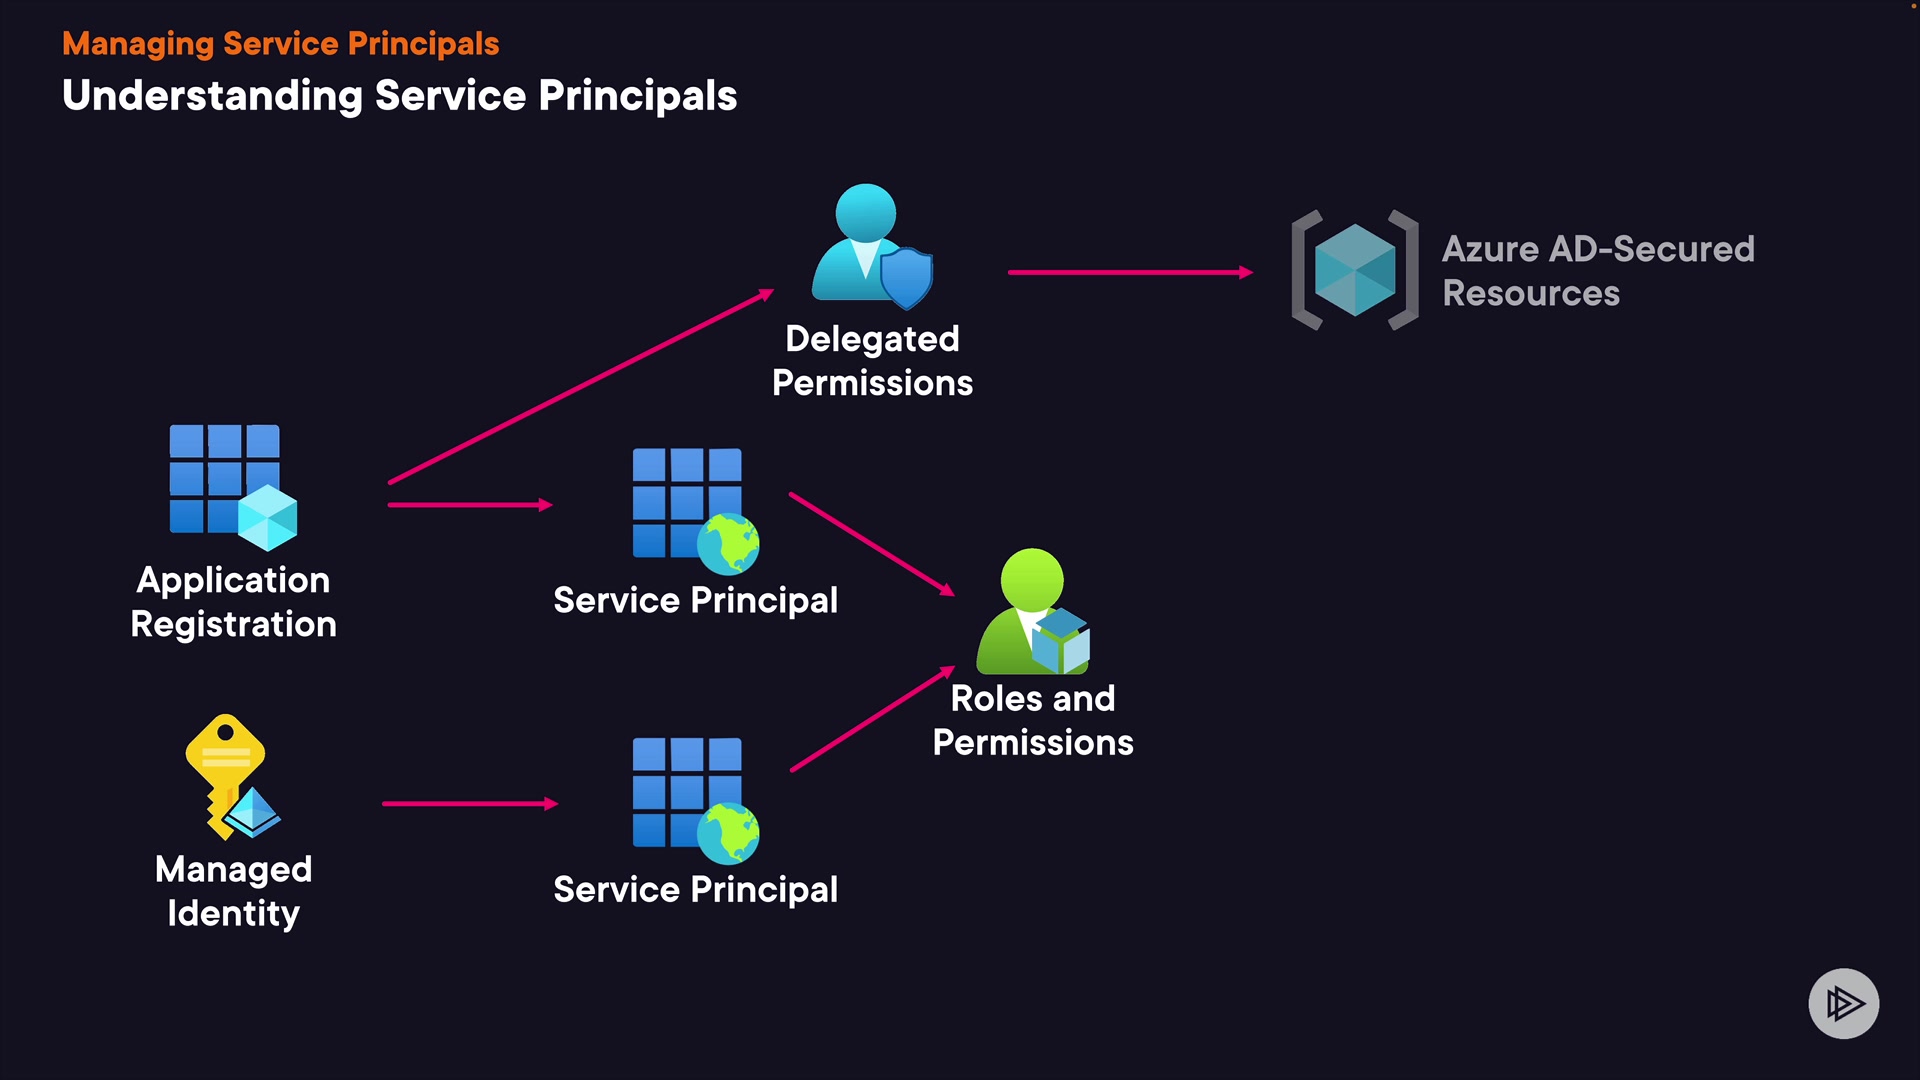 Managing Service Principals
Understanding Service Principals
Azure AD-Secured
Resources
Delegated
Permissions
Application
Registration
Service Principal
Roles and
Permissions
Managed
Identity
Service Principal